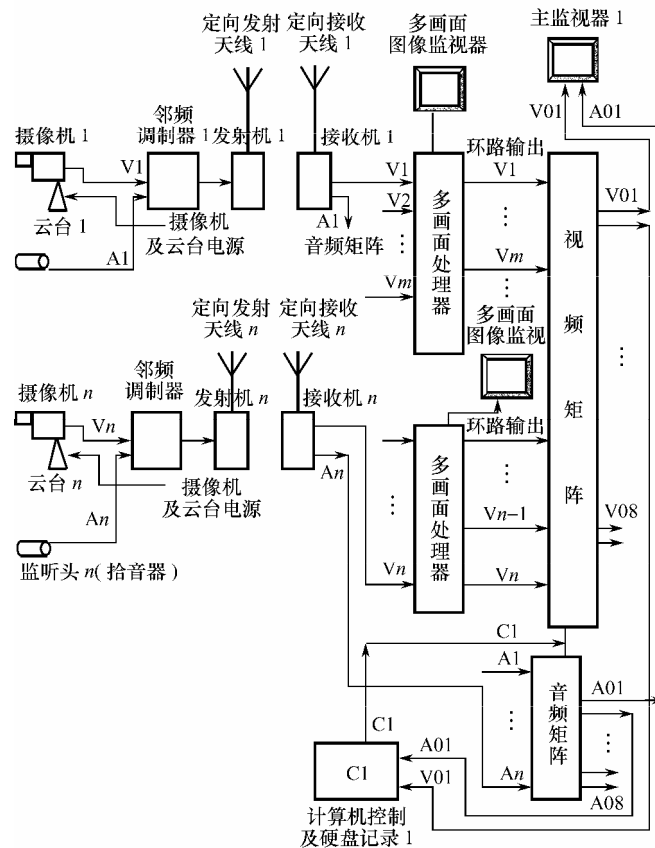 定向发射
天线 1
定向接收
天线 1
多画面
图像监视器
主监视器 1
V01
A01
摄像机 1
邻频
调制器 1
发射机 1
接收机 1
环路输出
V1
V1
V1
V2
⋮
Vm
A1
音频矩阵
云台 1
摄像机
及云台电源
A1
多画面处理器
⋮
Vm
⋮
视频矩阵
V01
⋮
V08
定向发射
天线 n
定向接收
天线 n
多画面
图像监视
摄像机 n
邻频
调制器
发射机 n
接收机 n
环路输出
Vn
An
云台 n
摄像机
及云台电源
An
监听头 n(拾音器)
⋮
Vn
多画面处理器
⋮
Vn-1
Vn
C1
A1
⋮
An
音频矩阵
A01
⋮
A08
C1
C1
A01
V01
计算机控制
及硬盘记录 1